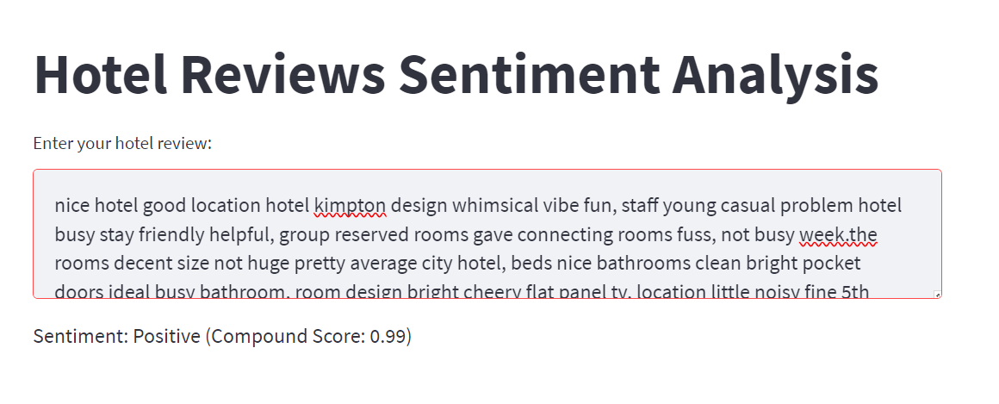 Hotel Reviews Sentiment Analysis
Enter your hotel review:
nice hotel good location hotel kimpton design whimsical vibe fun, staff young casual problem hotel
busy stay friendly helpful, group reserved rooms gave connecting rooms fuss, not busy week.the
rooms decent size not huge pretty average city hotel, beds nice bathrooms clean bright pocket
doors ideal busy bathroom, room design bright cheery flat panel tv, location little noisy fine 5th
Sentiment: Positive (Compound Score: 0.99)